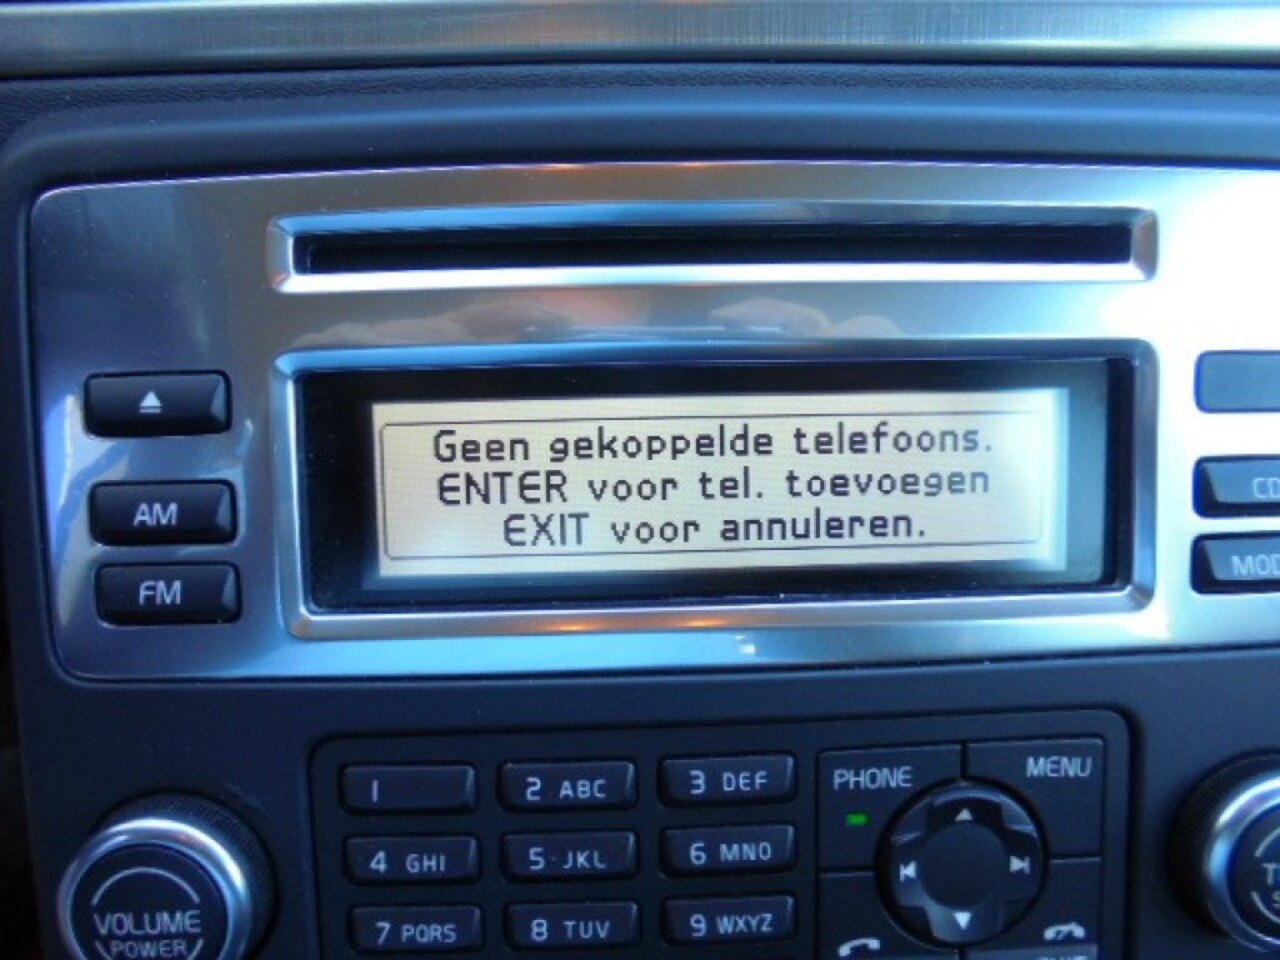 Geen gekoppelde telefoons.
ENTER voor tel. toevoegen
EXIT voor annuleren.
AM
FM
CD
1
2 ABC
3 DEF
4 GHI
5 JKL
6 MNO
7 PQRS
8 TUV
9 WXYZ
PHONE
MENU
VOLUME
POWER